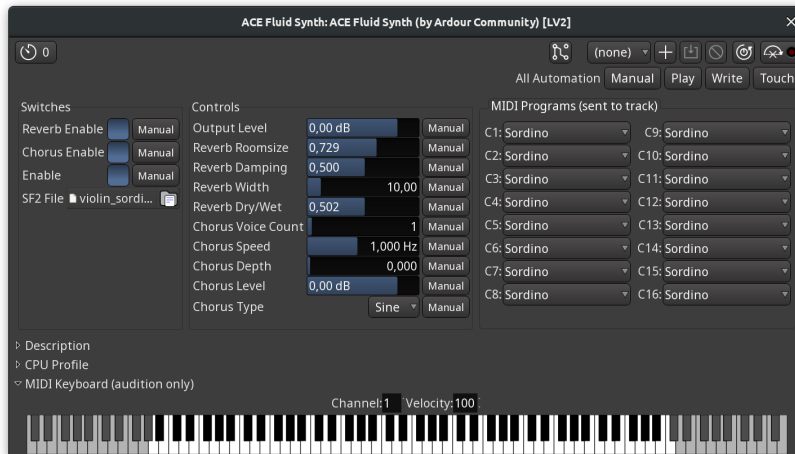 ACE Fluid Synth: ACE Fluid Synth (by Ardour Community) [LV2]
0
(none)
All Automation Manual Play Write Touch
Switches
Reverb Enable Manual
Chorus Enable Manual
Enable Manual
SF2 File violin_sordi...
Controls
Output Level 0,00 dB Manual
Reverb Roomsize 0,729 Manual
Reverb Damping 0,500 Manual
Reverb Width 10,00 Manual
Reverb Dry/Wet 0,502 Manual
Chorus Voice Count 1 Manual
Chorus Speed 1,000 Hz Manual
Chorus Depth 0,000 Manual
Chorus Level 0,00 dB Manual
Chorus Type Sine Manual
MIDI Programs (sent to track)
C1: Sordino C9: Sordino
C2: Sordino C10: Sordino
C3: Sordino C11: Sordino
C4: Sordino C12: Sordino
C5: Sordino C13: Sordino
C6: Sordino C14: Sordino
C7: Sordino C15: Sordino
C8: Sordino C16: Sordino
Description
CPU Profile
MIDI Keyboard (audition only)
Channel: 1 Velocity: 100